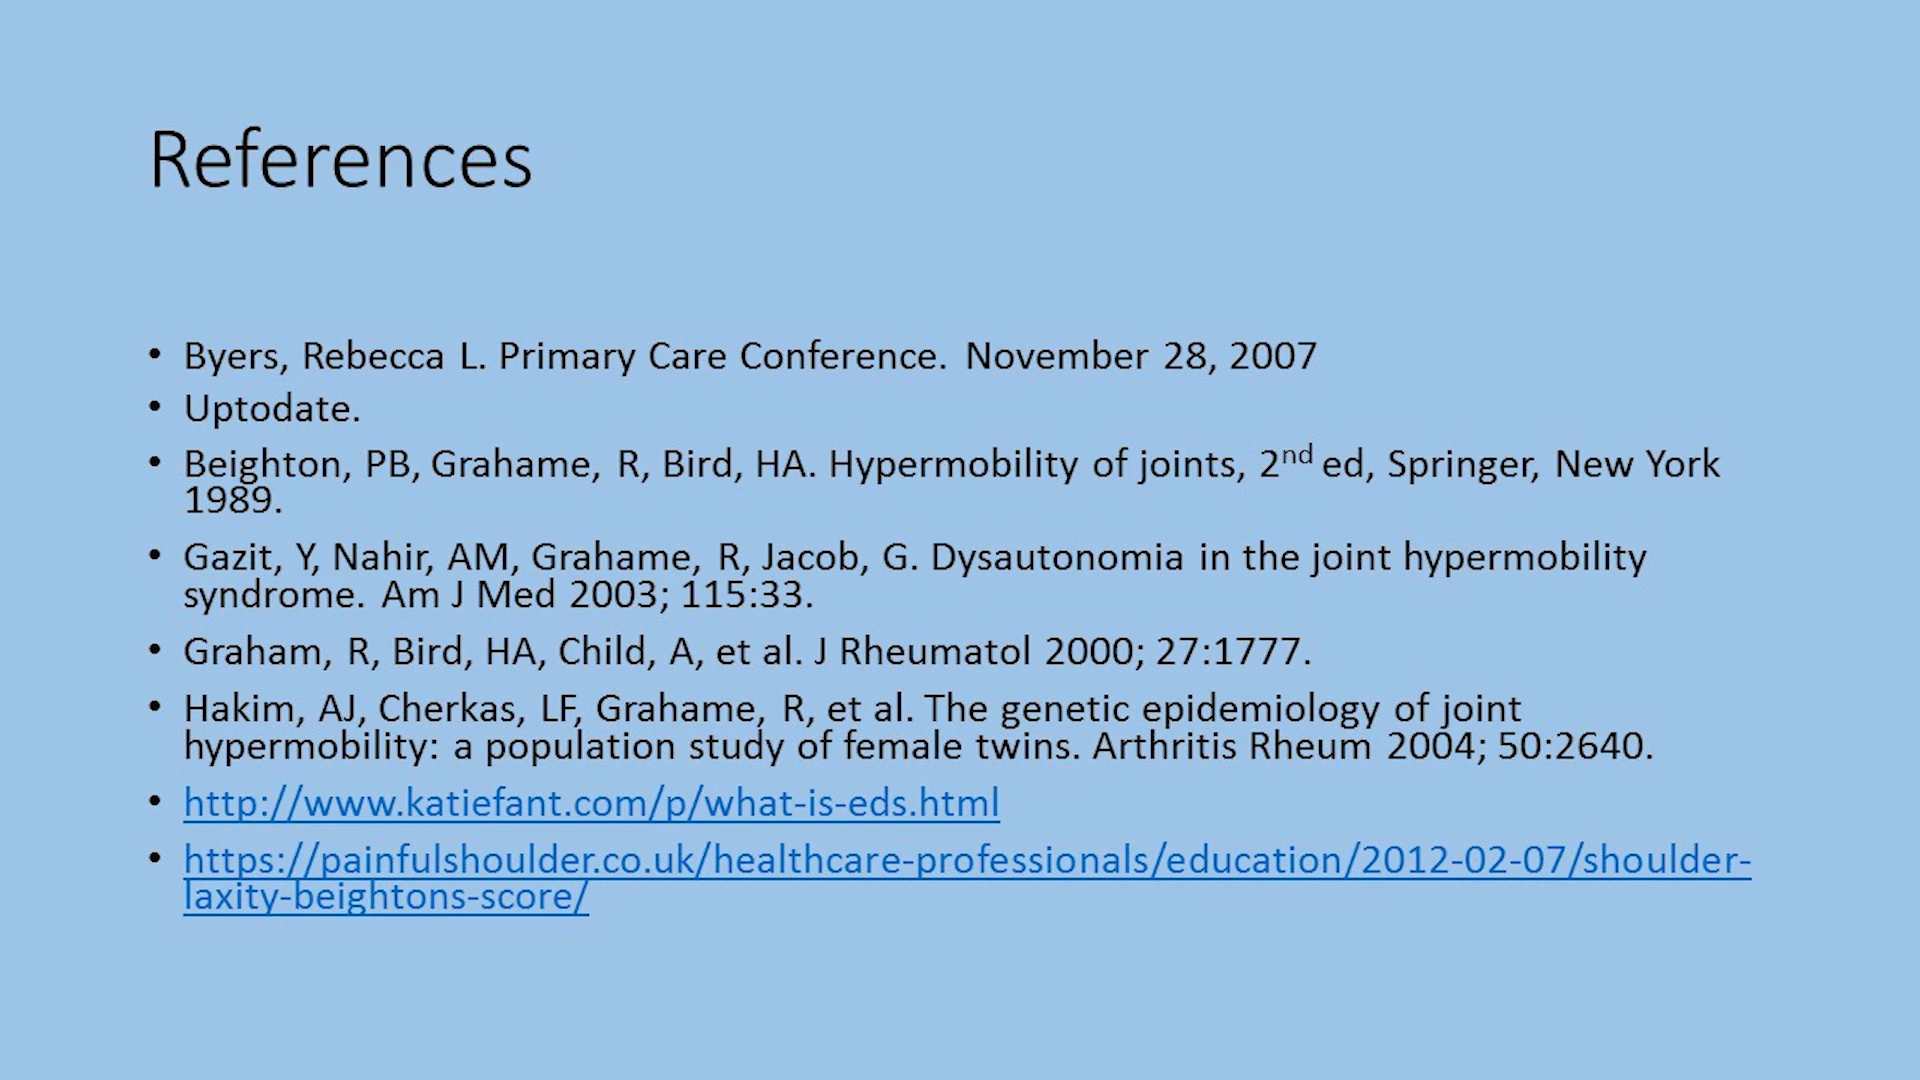 References
• Byers, Rebecca L. Primary Care Conference. November 28, 2007
• Uptodate.
• Beighton, PB, Grahame, R, Bird, HA. Hypermobility of joints, 2nd ed, Springer, New York
1989.
• Gazit, Y, Nahir, AM, Grahame, R, Jacob, G. Dysautonomia in the joint hypermobility
syndrome. Am J Med 2003; 115:33.
• Graham, R, Bird, HA, Child, A, et al. J Rheumatol 2000; 27:1777.
• Hakim, AJ, Cherkas, LF, Grahame, R, et al. The genetic epidemiology of joint
hypermobility: a population study of female twins. Arthritis Rheum 2004; 50:2640.
• http://www.katiefant.com/p/what-is-eds.html
• https://painfulshoulder.co.uk/healthcare-professionals/education/2012-02-07/shoulder-
laxity-beightons-score/